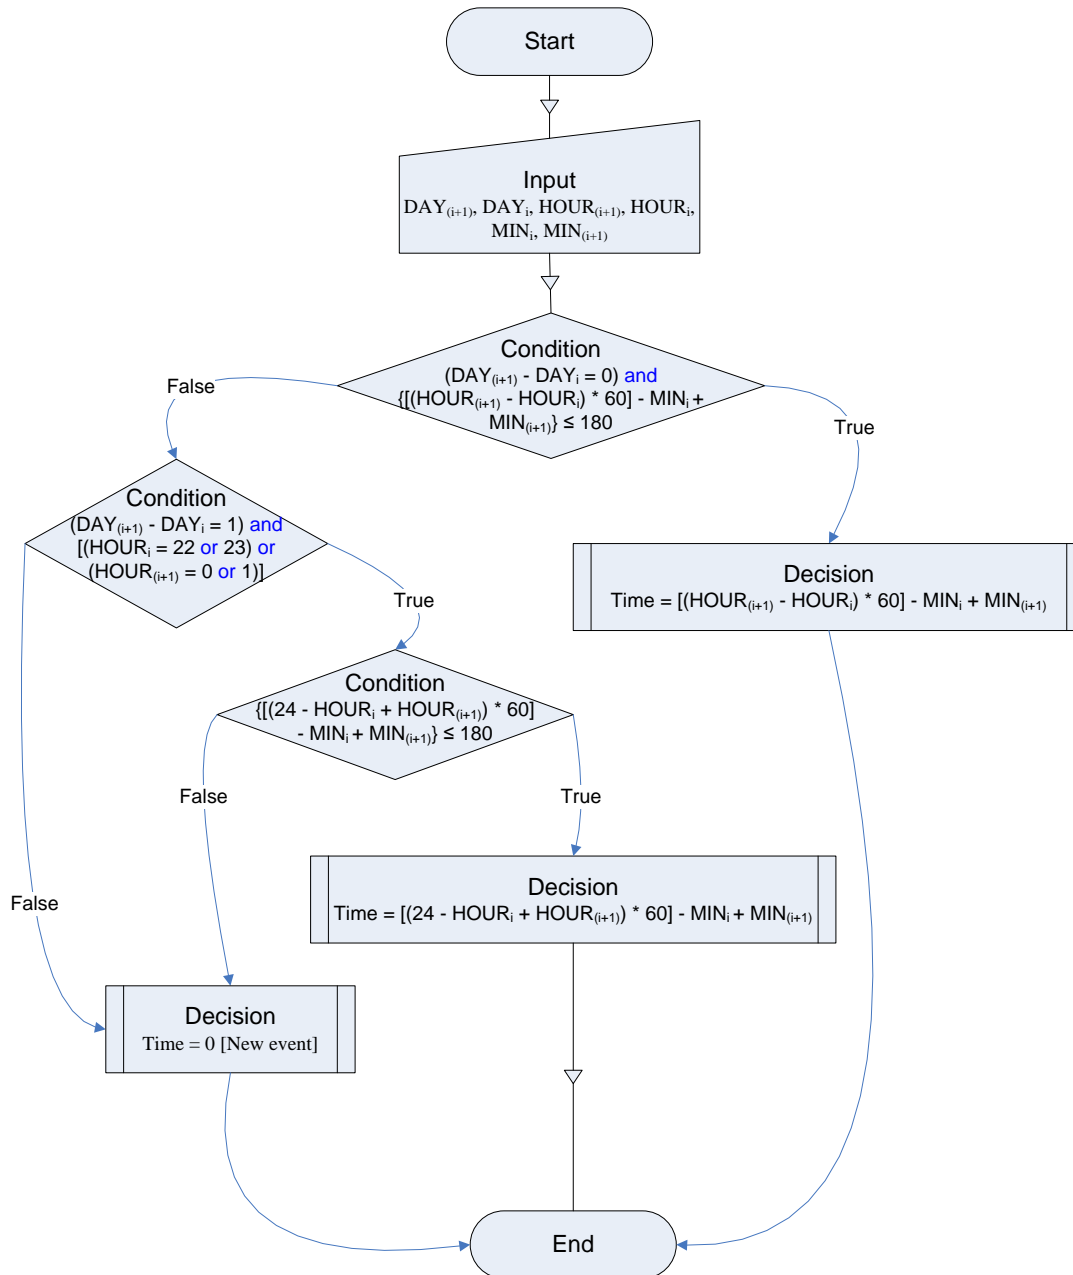 Start
Input
DAY(i+1), DAYi, HOUR(i+1), HOURi,
MINi, MIN(i+1)
Condition
(DAY(i+1) - DAYi = 0) and
{[(HOUR(i+1) - HOURi) * 60] - MINi +
MIN(i+1)} ≤ 180
False
True
Condition
(DAY(i+1) - DAYi = 1) and
[(HOURi = 22 or 23) or
(HOUR(i+1) = 0 or 1)]
Decision
Time = [(HOUR(i+1) - HOURi) * 60] - MINi + MIN(i+1)
True
Condition
{[(24 - HOURi + HOUR(i+1)) * 60]
- MINi + MIN(i+1)} ≤ 180
False
True
False
Decision
Time = [(24 - HOURi + HOUR(i+1)) * 60] - MINi + MIN(i+1)
Decision
Time = 0 [New event]
End